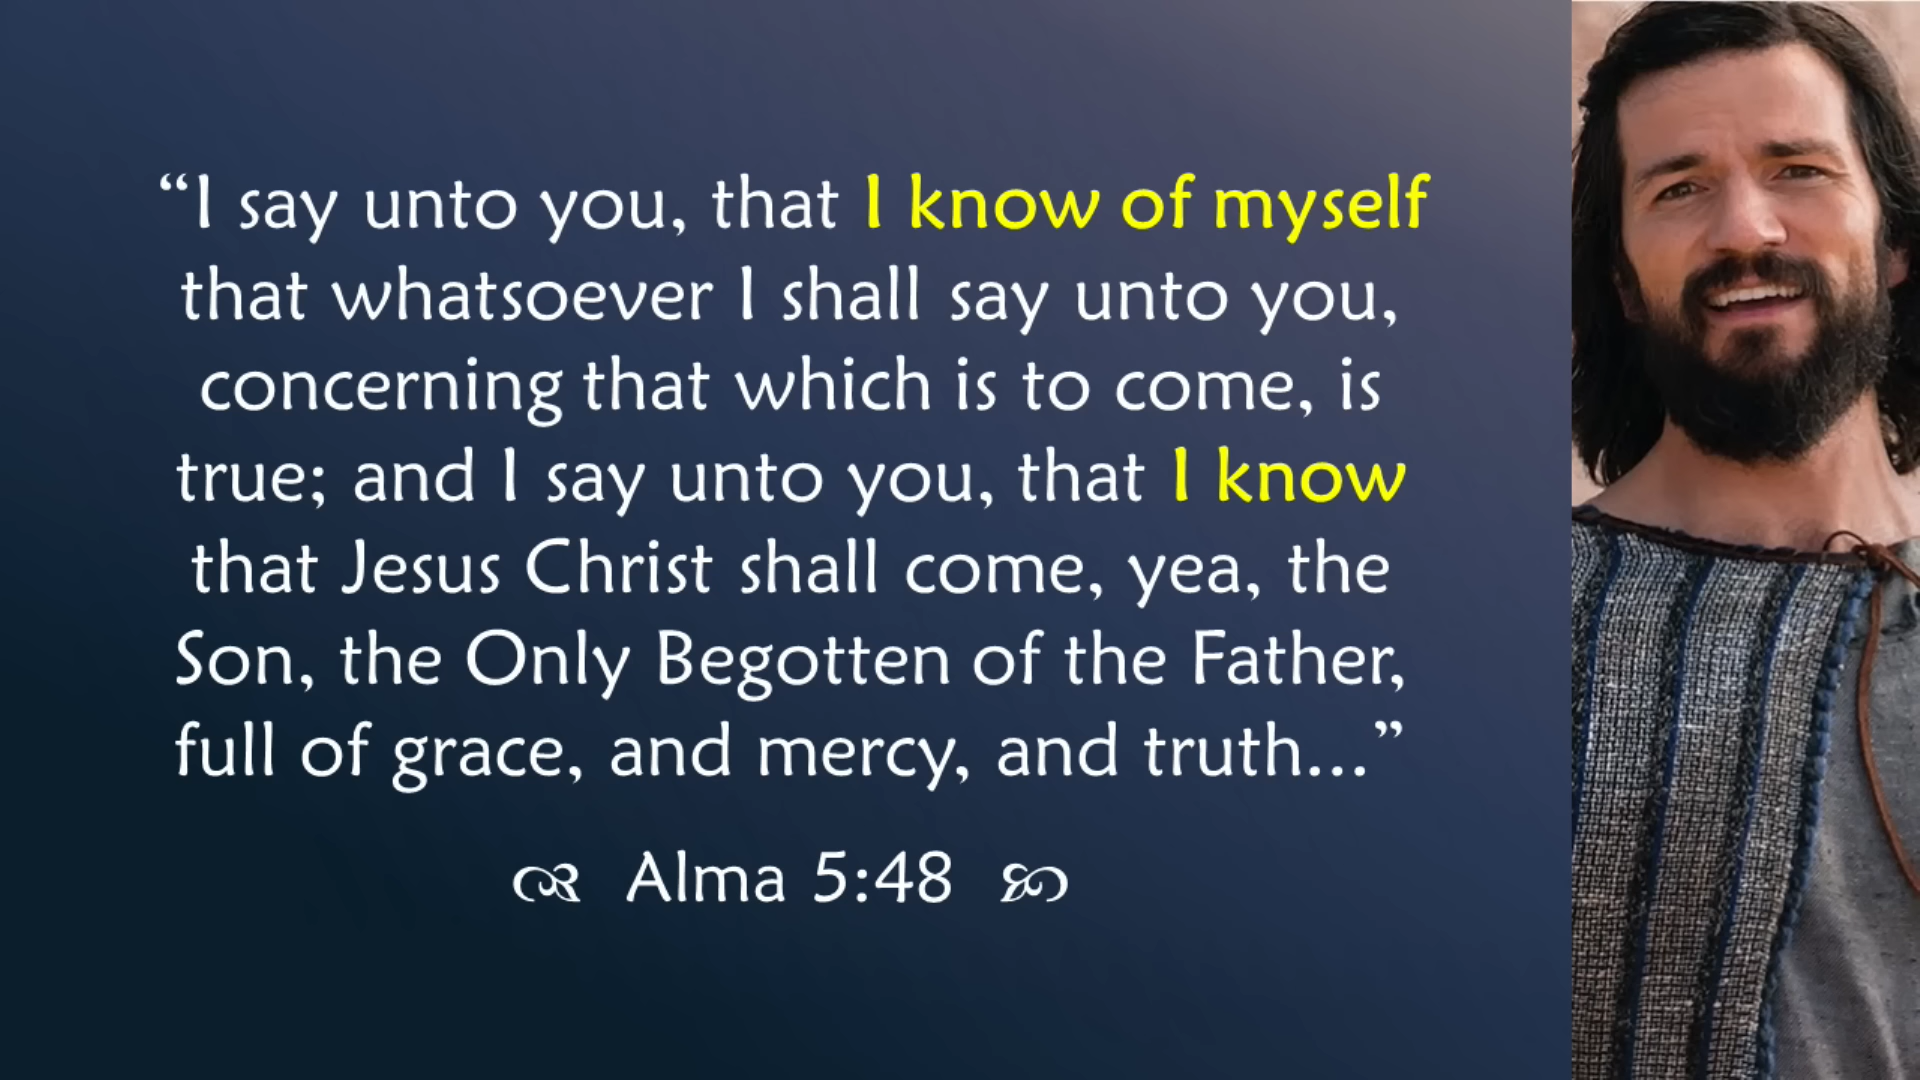 “I say unto you, that I know of myself
that whatsoever I shall say unto you,
concerning that which is to come, is
true; and I say unto you, that I know
that Jesus Christ shall come, yea, the
Son, the Only Begotten of the Father,
full of grace, and mercy, and truth...”
Alma 5:48